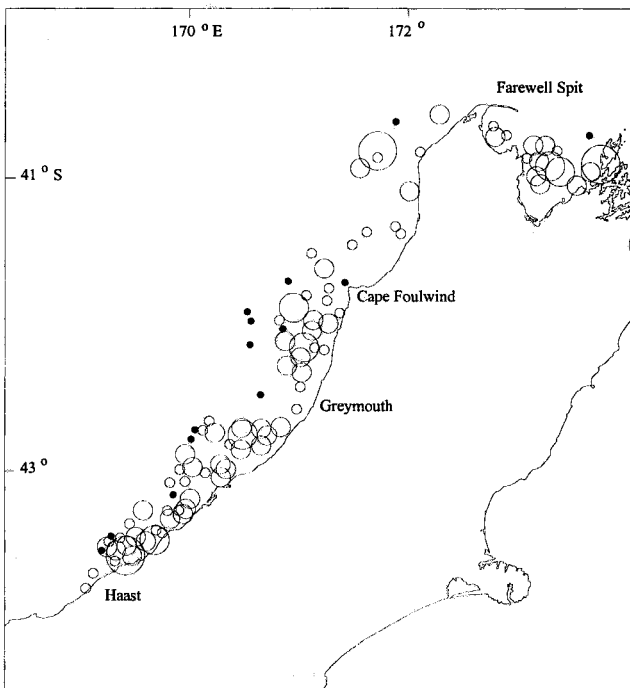 170 ° E
172 °
Farewell Spit
41 ° S
Cape Foulwind
Greymouth
43 °
Haast